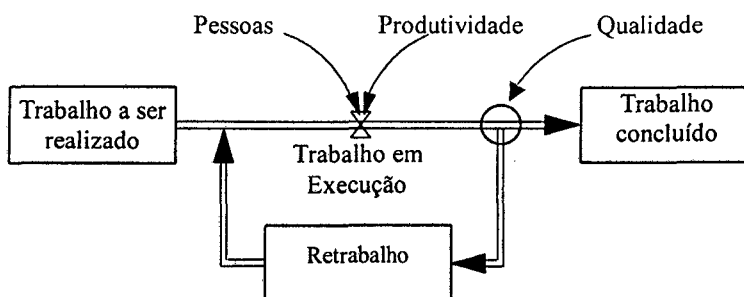 Pessoas
Produtividade
Qualidade
Trabalho a ser
realizado
Trabalho em
Execução
Trabalho
concluído
Retrabalho